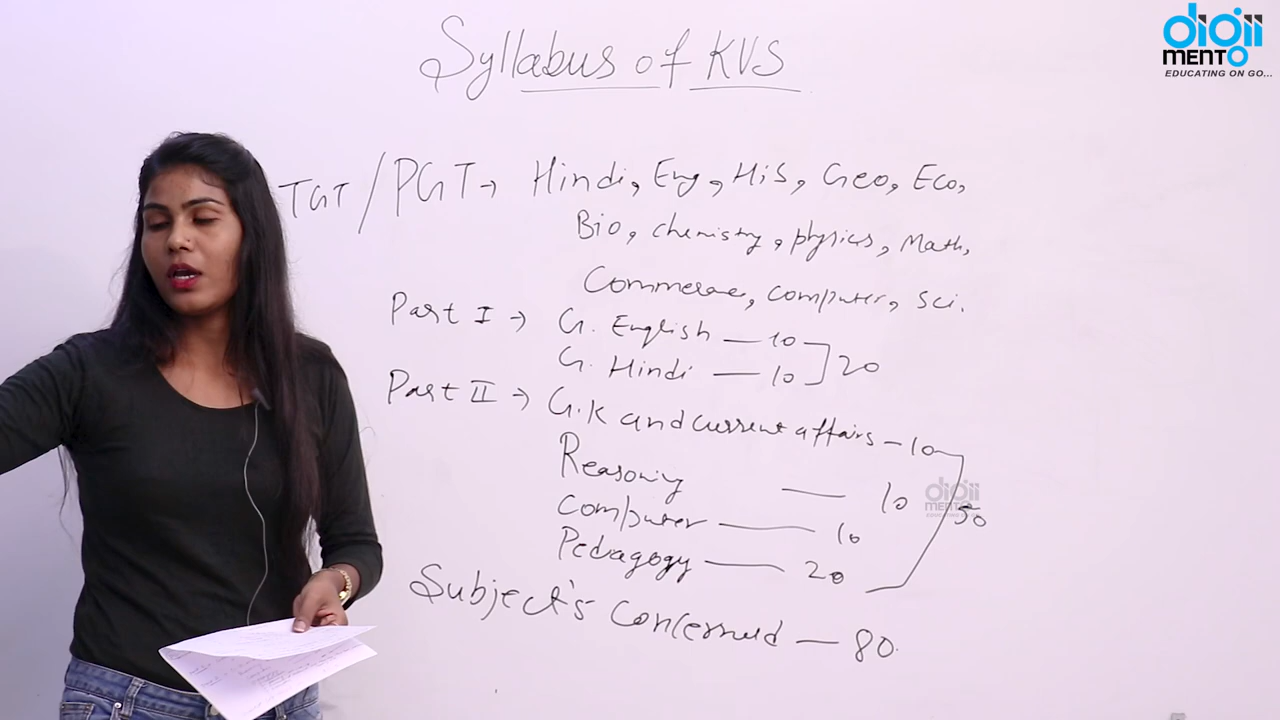 digii
MENTO
EDUCATING ON GO...
Syllabus of KVS
TGT / PGT → Hindi, Eng, His, Geo, Eco,
Bio, chemistry, physics, Math,
Commerce, computer, sci.
Part I → G. English — 10
G. Hindi — 10 ] 20
Part II → G.K and current affairs — 10
Reasoning — 10
digii
MENTO
50
Computer — 10
Pedagogy — 20
Subject's Concerned — 80